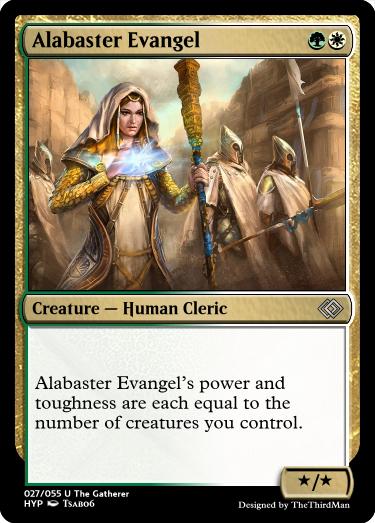 Alabaster Evangel
Creature — Human Cleric
Alabaster Evangel's power and
toughness are each equal to the
number of creatures you control.
★/★
027/055 U The Gatherer
HYP Tsabo6
Designed by TheThirdMan